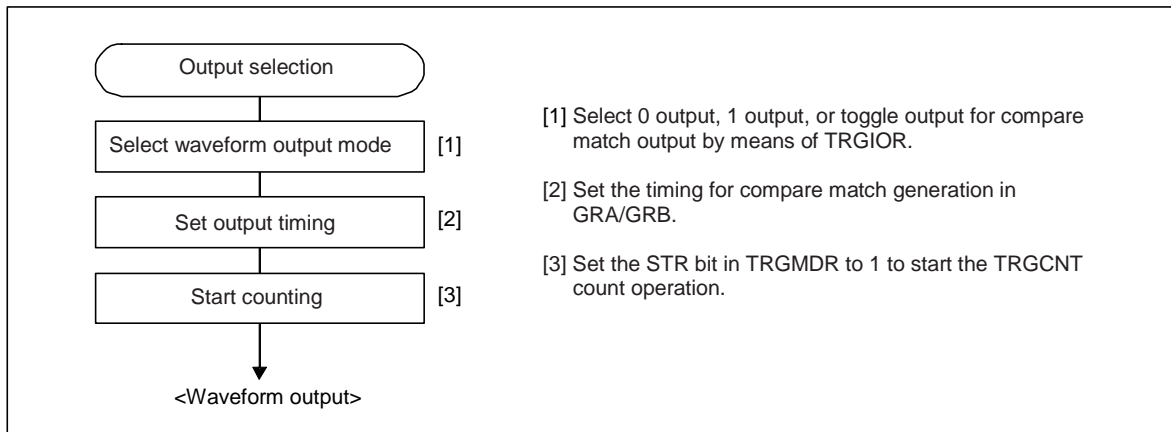 Output selection
Select waveform output mode [1]
Set output timing [2]
Start counting [3]
<Waveform output>
[1] Select 0 output, 1 output, or toggle output for compare
match output by means of TRGIOR.
[2] Set the timing for compare match generation in
GRA/GRB.
[3] Set the STR bit in TRGMDR to 1 to start the TRGCNT
count operation.